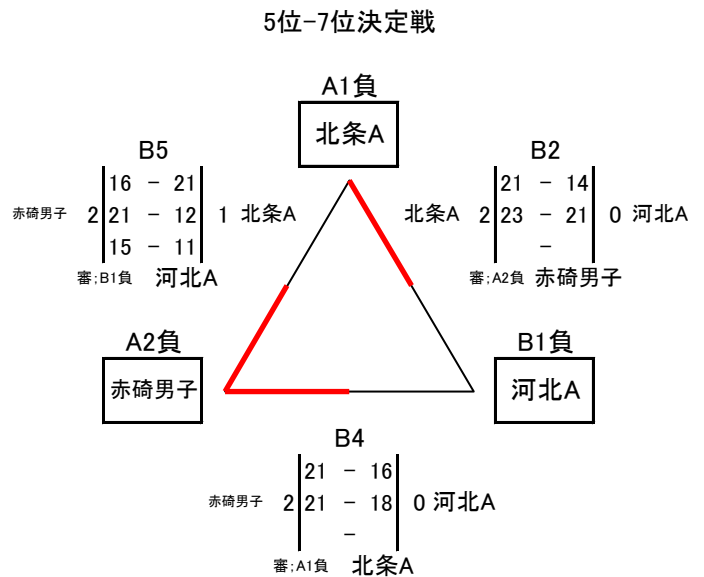 5位-7位決定戦
A1負
北条A
B5
16 - 21
赤碕男子 2 21 - 12 1 北条A
15 - 11
審;B1負 河北A
B2
21 - 14
北条A 2 23 - 21 0 河北A
-
審;A2負 赤碕男子
A2負
赤碕男子
B1負
河北A
B4
21 - 16
赤碕男子 2 21 - 18 0 河北A
-
審;A1負 北条A